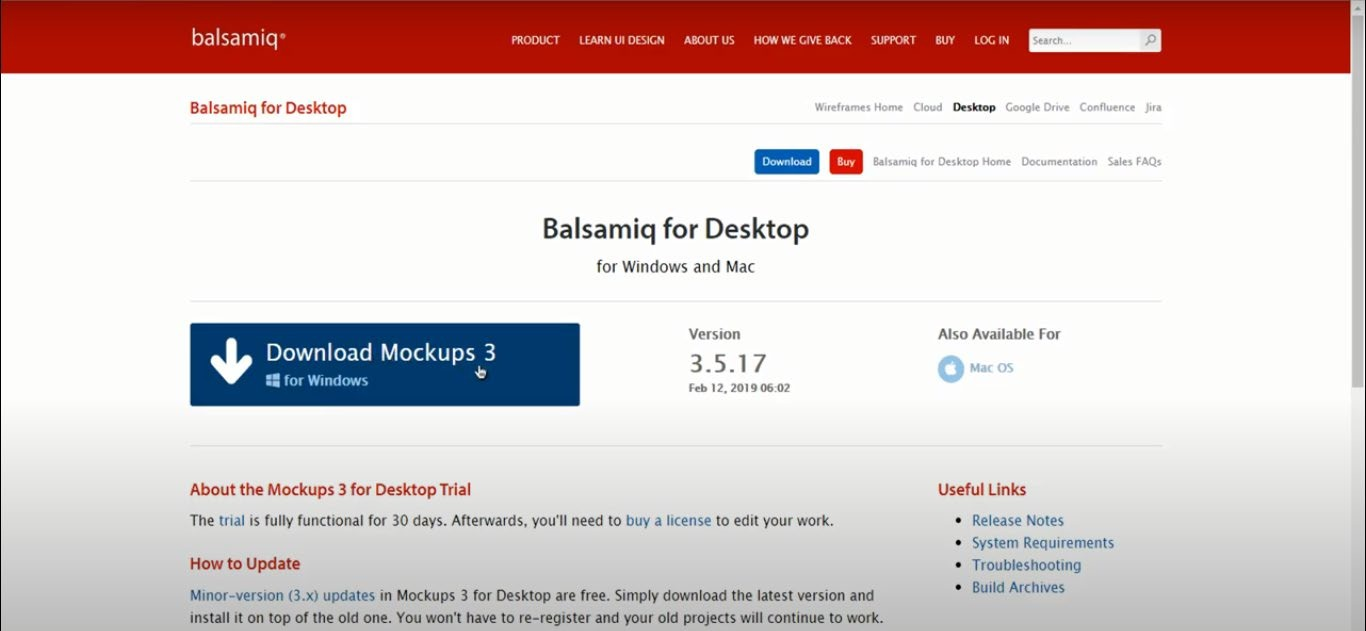 balsamiq®
PRODUCT LEARN UI DESIGN ABOUT US HOW WE GIVE BACK SUPPORT BUY LOG IN Search...
Balsamiq for Desktop
Wireframes Home Cloud Desktop Google Drive Confluence Jira
Download Buy Balsamiq for Desktop Home Documentation Sales FAQs
Balsamiq for Desktop
for Windows and Mac
Download Mockups 3
for Windows
Version
3.5.17
Feb 12, 2019 06:02
Also Available For
Mac OS
About the Mockups 3 for Desktop Trial
The trial is fully functional for 30 days. Afterwards, you'll need to buy a license to edit your work.
How to Update
Minor-version (3.x) updates in Mockups 3 for Desktop are free. Simply download the latest version and
install it on top of the old one. You won't have to re-register and your old projects will continue to work.
Useful Links
• Release Notes
• System Requirements
• Troubleshooting
• Build Archives